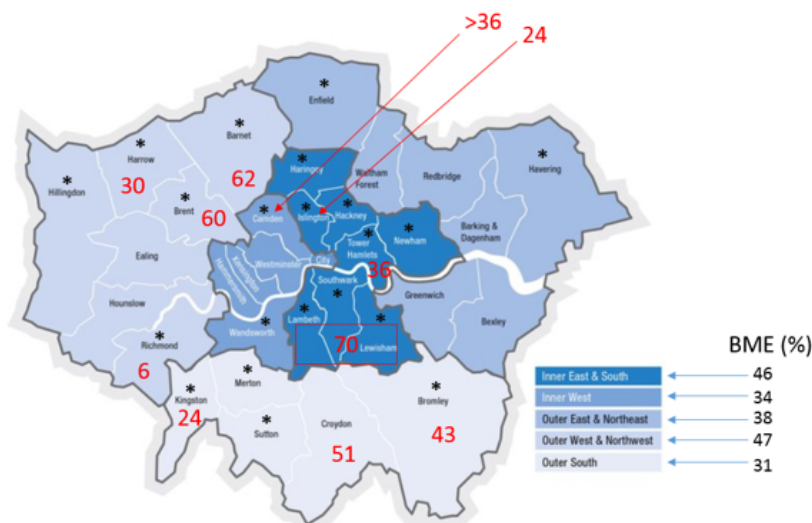 >36
24
*
Enfield
*
Barnet
*
Harrow
*
Haringey
Waltham
Forest
Redbridge
*
Havering
*
Hillingdon
30
62
*
Brent
60
*
Camden
*
Islington
*
Hackney
*
Newham
Barking &
Dagenham
Ealing
Tower
Hamlets
*
Westminster
City
Kensington
Hammersmith
36
Southwark
*
Greenwich
Hounslow
*
Richmond
*
Wandsworth
*
Lambeth
*
Lewisham
70
Bexley
6
*
Kingston
24
*
Merton
*
Sutton
Croydon
51
*
Bromley
43
BME (%)
Inner East & South 46
Inner West 34
Outer East & Northeast 38
Outer West & Northwest 47
Outer South 31